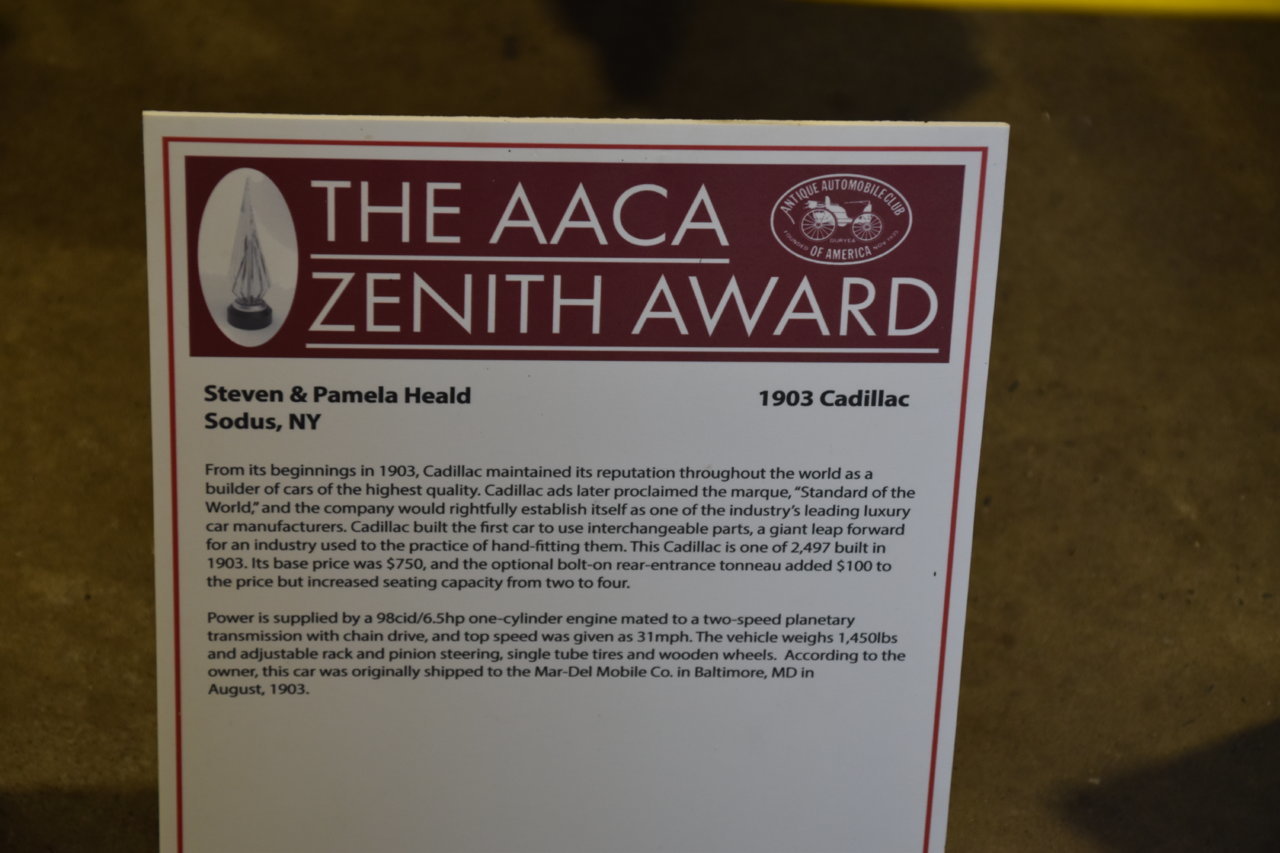 THE AACA
ZENITH AWARD
ANTIQUE AUTOMOBILE CLUB
OF AMERICA
FOUNDED
DURYEA
NOV 1935
Steven & Pamela Heald
1903 Cadillac
Sodus, NY
From its beginnings in 1903, Cadillac maintained its reputation throughout the world as a
builder of cars of the highest quality. Cadillac ads later proclaimed the marque, “Standard of the
World,” and the company would rightfully establish itself as one of the industry’s leading luxury
car manufacturers. Cadillac built the first car to use interchangeable parts, a giant leap forward
for an industry used to the practice of hand-fitting them. This Cadillac is one of 2,497 built in
1903. Its base price was $750, and the optional bolt-on rear-entrance tonneau added $100 to
the price but increased seating capacity from two to four.
Power is supplied by a 98cid/6.5hp one-cylinder engine mated to a two-speed planetary
transmission with chain drive, and top speed was given as 31mph. The vehicle weighs 1,450lbs
and adjustable rack and pinion steering, single tube tires and wooden wheels.  According to the
owner, this car was originally shipped to the Mar-Del Mobile Co. in Baltimore, MD in
August, 1903.